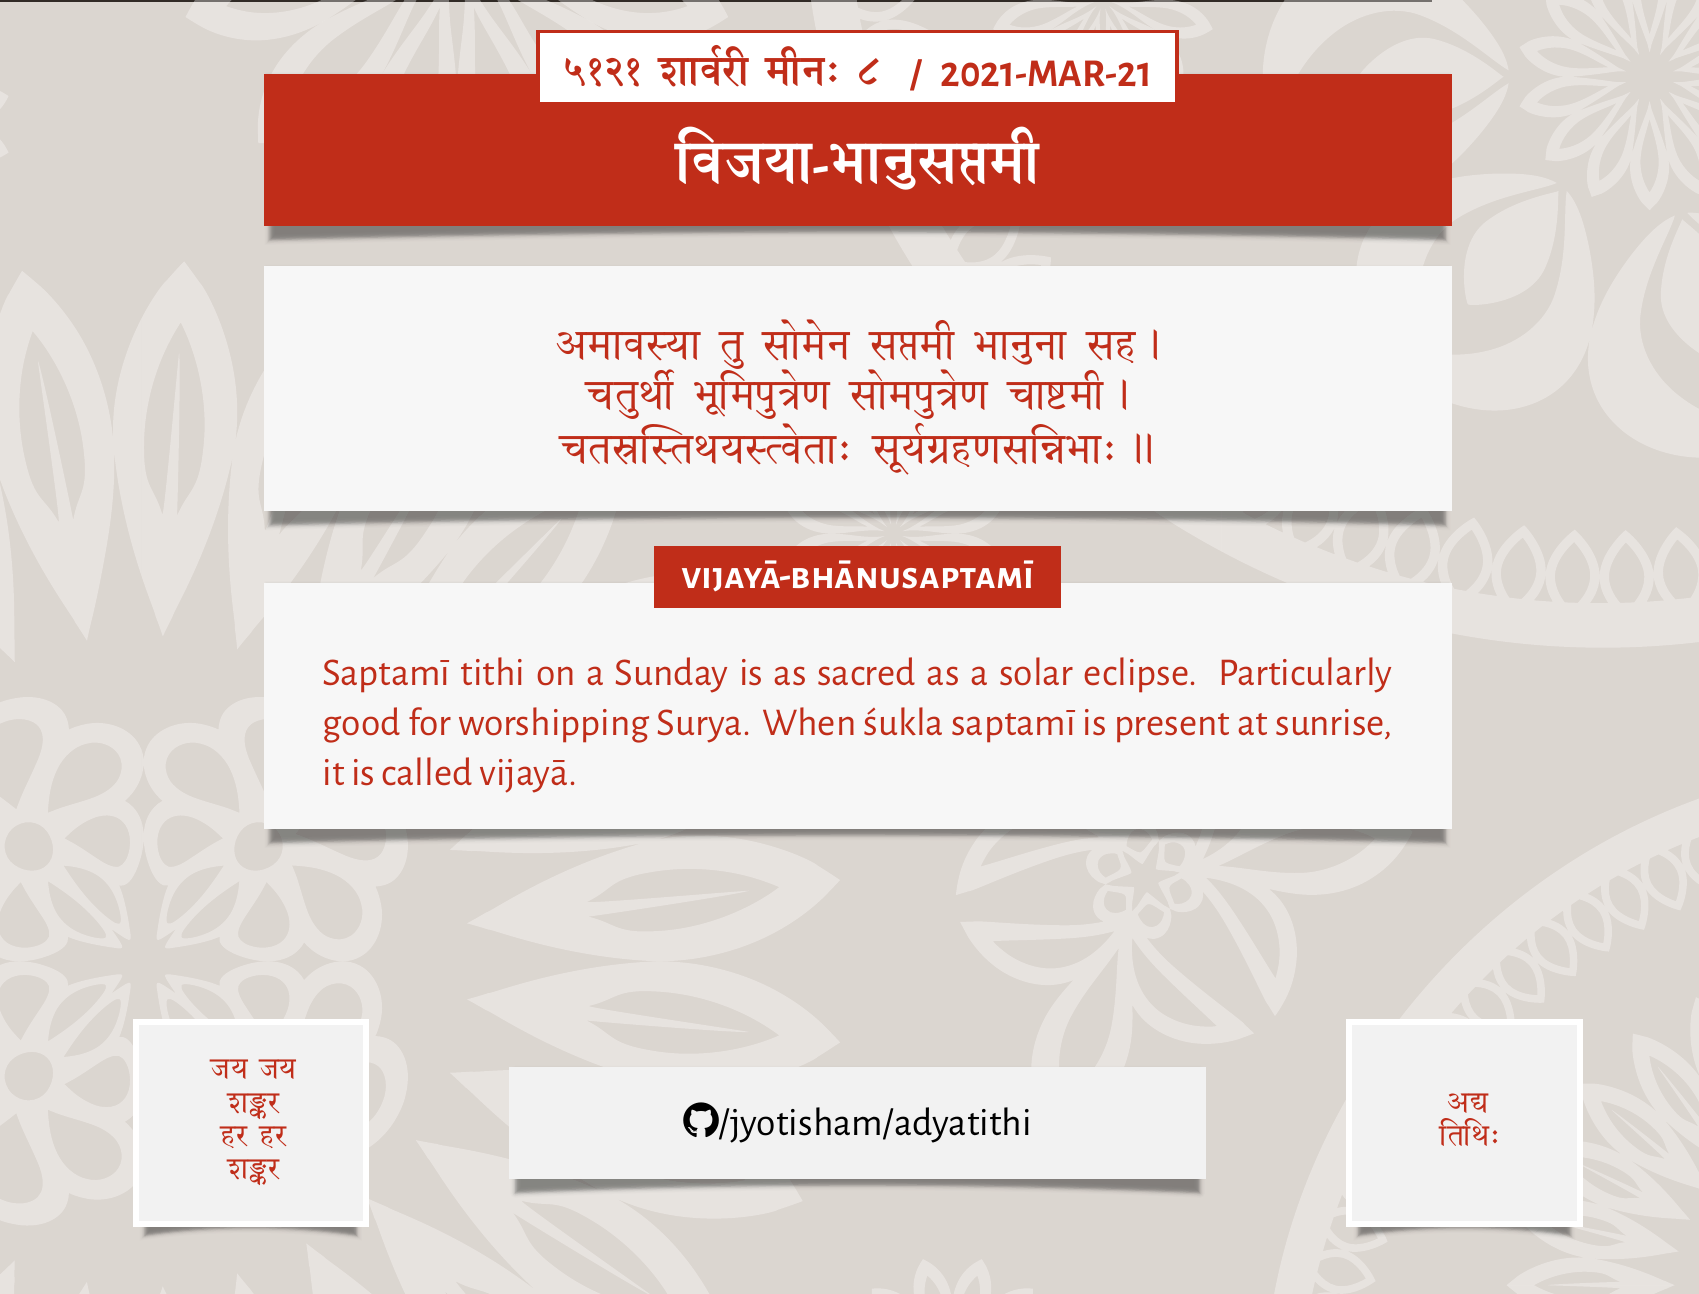 ५१२१ शार्वरी मीनः ८ / 2021-MAR-21
विजया-भानुसप्तमी
अमावस्या तु सोमेन सप्तमी भानुना सह ।
चतुर्थी भूमिपुत्रेण सोमपुत्रेण चाष्टमी ।
चतस्रस्तिथयस्त्वेताः सूर्यग्रहणसन्निभाः ॥
VIJAYĀ-BHĀNUSAPTAMĪ
Saptamī tithi on a Sunday is as sacred as a solar eclipse. Particularly
good for worshipping Surya. When śukla saptamī is present at sunrise,
it is called vijayā.
जय जय
शङ्कर
हर हर
शङ्कर
/jyotisham/adyatithi
अद्य
तिथिः